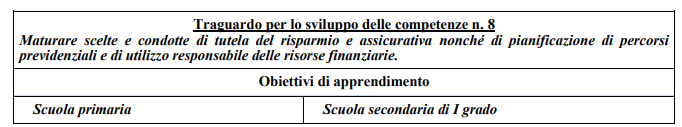 Traguardo per lo sviluppo delle competenze n. 8
Maturare scelte e condotte di tutela del risparmio e assicurativa nonché di pianificazione di percorsi
previdenziali e di utilizzo responsabile delle risorse finanziarie.
Obiettivi di apprendimento
Scuola primaria
Scuola secondaria di I grado